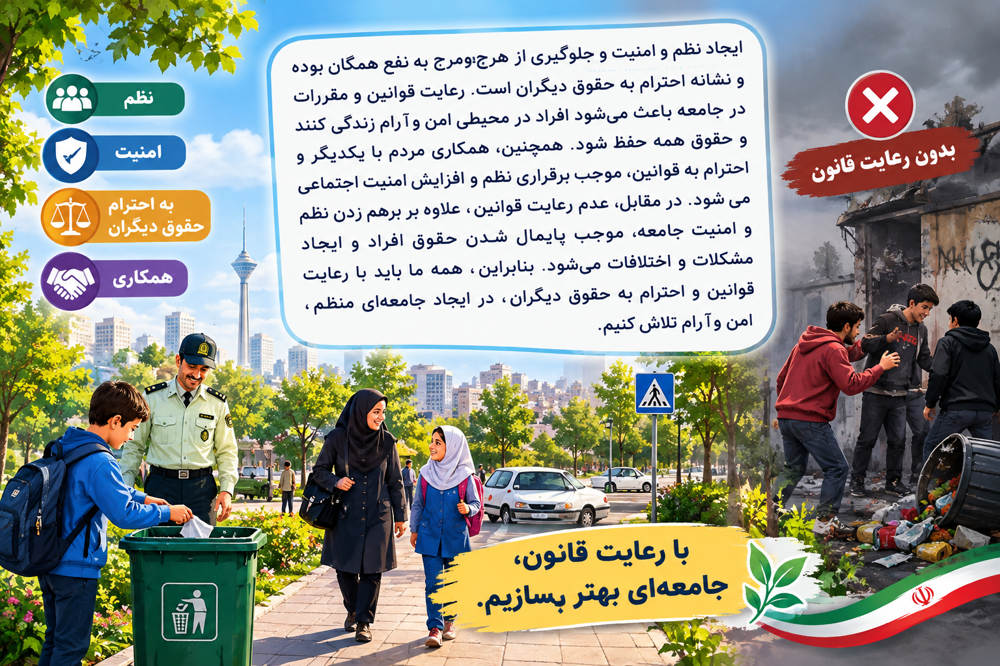 ایجاد نظم و امنیت و جلوگیری از هرج‌ومرج به نفع همگان بوده
و نشانه احترام به حقوق دیگران است. رعایت قوانین و مقررات
در جامعه باعث می‌شود افراد در محیطی امن و آرام زندگی کنند
و حقوق همه حفظ شود. همچنین، همکاری مردم با یکدیگر و
احترام به قوانین، موجب برقراری نظم و افزایش امنیت اجتماعی
می شود. در مقابل، عدم رعایت قوانین، علاوه بر برهم زدن نظم
و امنیت جامعه، موجب پایمال شدن حقوق افراد و ایجاد
مشکلات و اختلافات می‌شود. بنابراین، همه ما باید با رعایت
قوانین و احترام به حقوق دیگران، در ایجاد جامعه‌ای منظم،
امن و آرام تلاش کنیم.
نظم
امنیت
به احترام
حقوق دیگران
همکاری
بدون رعایت قانون
با رعایت قانون،
جامعه‌ای بهتر بسازیم.